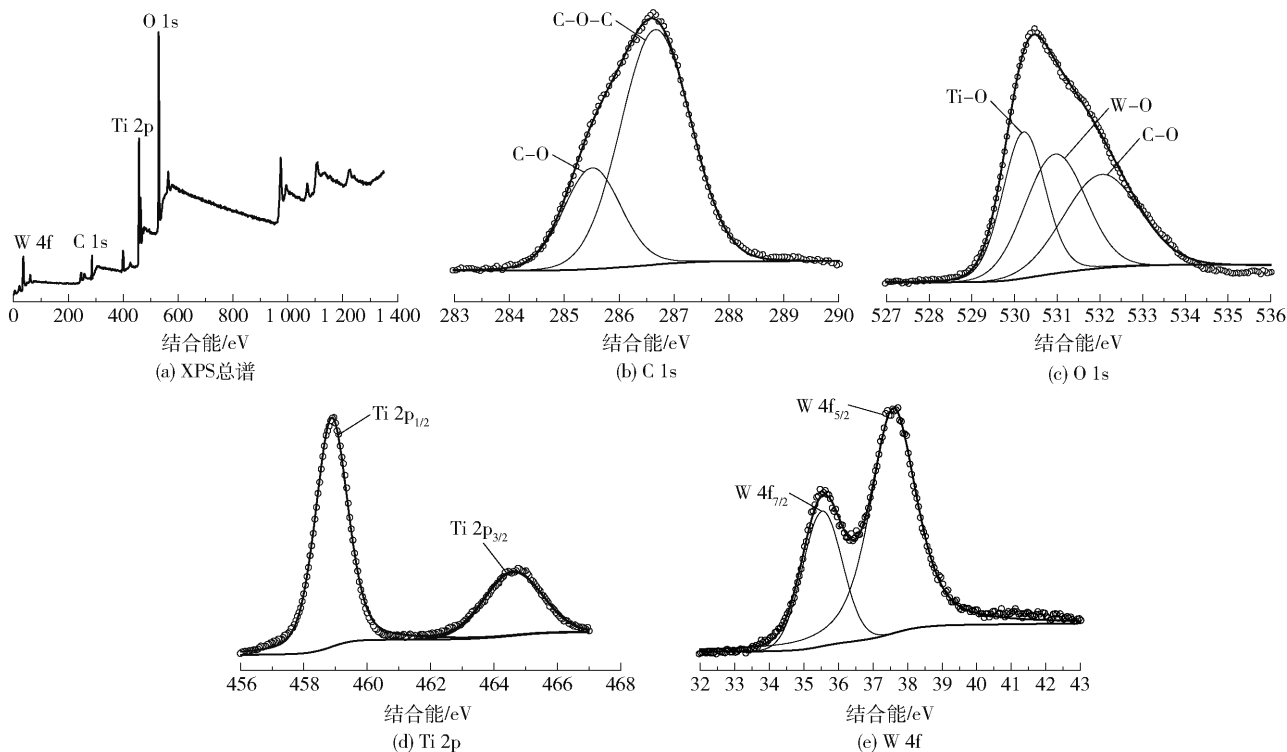 O 1s
Ti 2p
W 4f
C 1s
0 200 400 600 800 1 000 1 200 1 400
结合能/eV
(a) XPS总谱
C-O-C
C-O
283 284 285 286 287 288 289 290
结合能/eV
(b) C 1s
Ti-O
W-O
C-O
527 528 529 530 531 532 533 534 535 536
结合能/eV
(c) O 1s
Ti 2p1/2
Ti 2p3/2
456 458 460 462 464 466 468
结合能/eV
(d) Ti 2p
W 4f5/2
W 4f7/2
32 33 34 35 36 37 38 39 40 41 42 43
结合能/eV
(e) W 4f